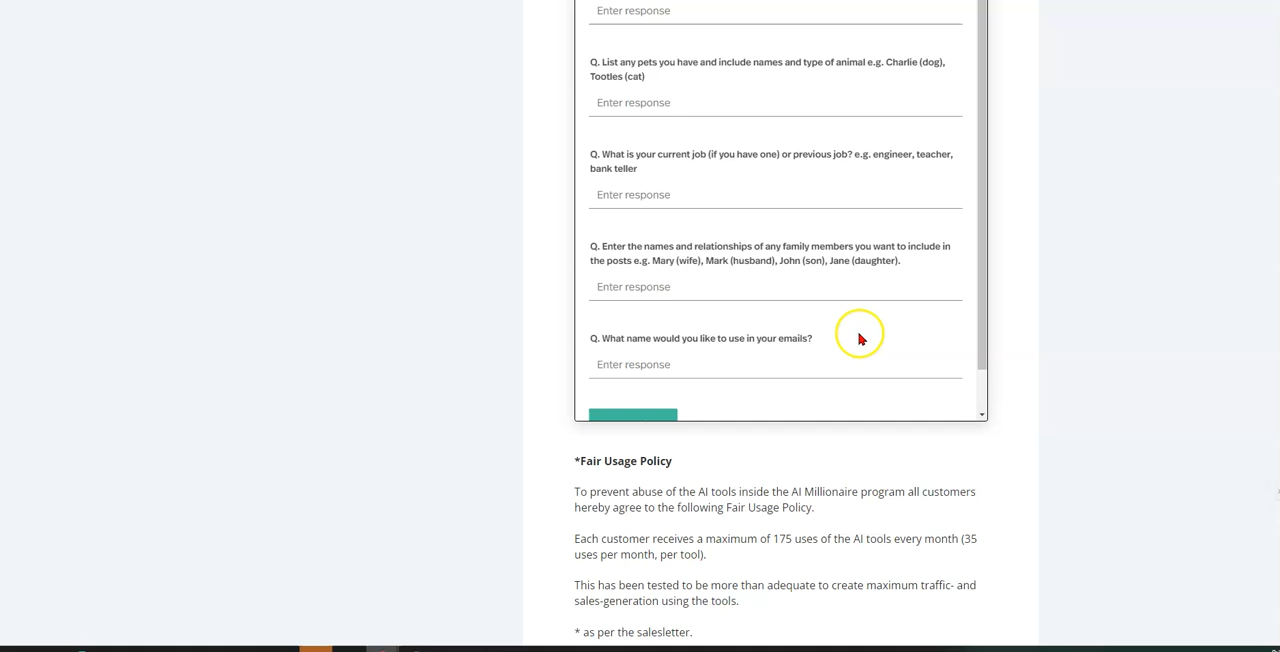 Enter response
Q. List any pets you have and include names and type of animal e.g. Charlie (dog),
Tootles (cat)
Enter response
Q. What is your current job (if you have one) or previous job? e.g. engineer, teacher,
bank teller
Enter response
Q. Enter the names and relationships of any family members you want to include in
the posts e.g. Mary (wife), Mark (husband), John (son), Jane (daughter).
Enter response
Q. What name would you like to use in your emails?
Enter response
*Fair Usage Policy
To prevent abuse of the AI tools inside the AI Millionaire program all customers
hereby agree to the following Fair Usage Policy.
Each customer receives a maximum of 175 uses of the AI tools every month (35
uses per month, per tool).
This has been tested to be more than adequate to create maximum traffic- and
sales-generation using the tools.
* as per the salesletter.